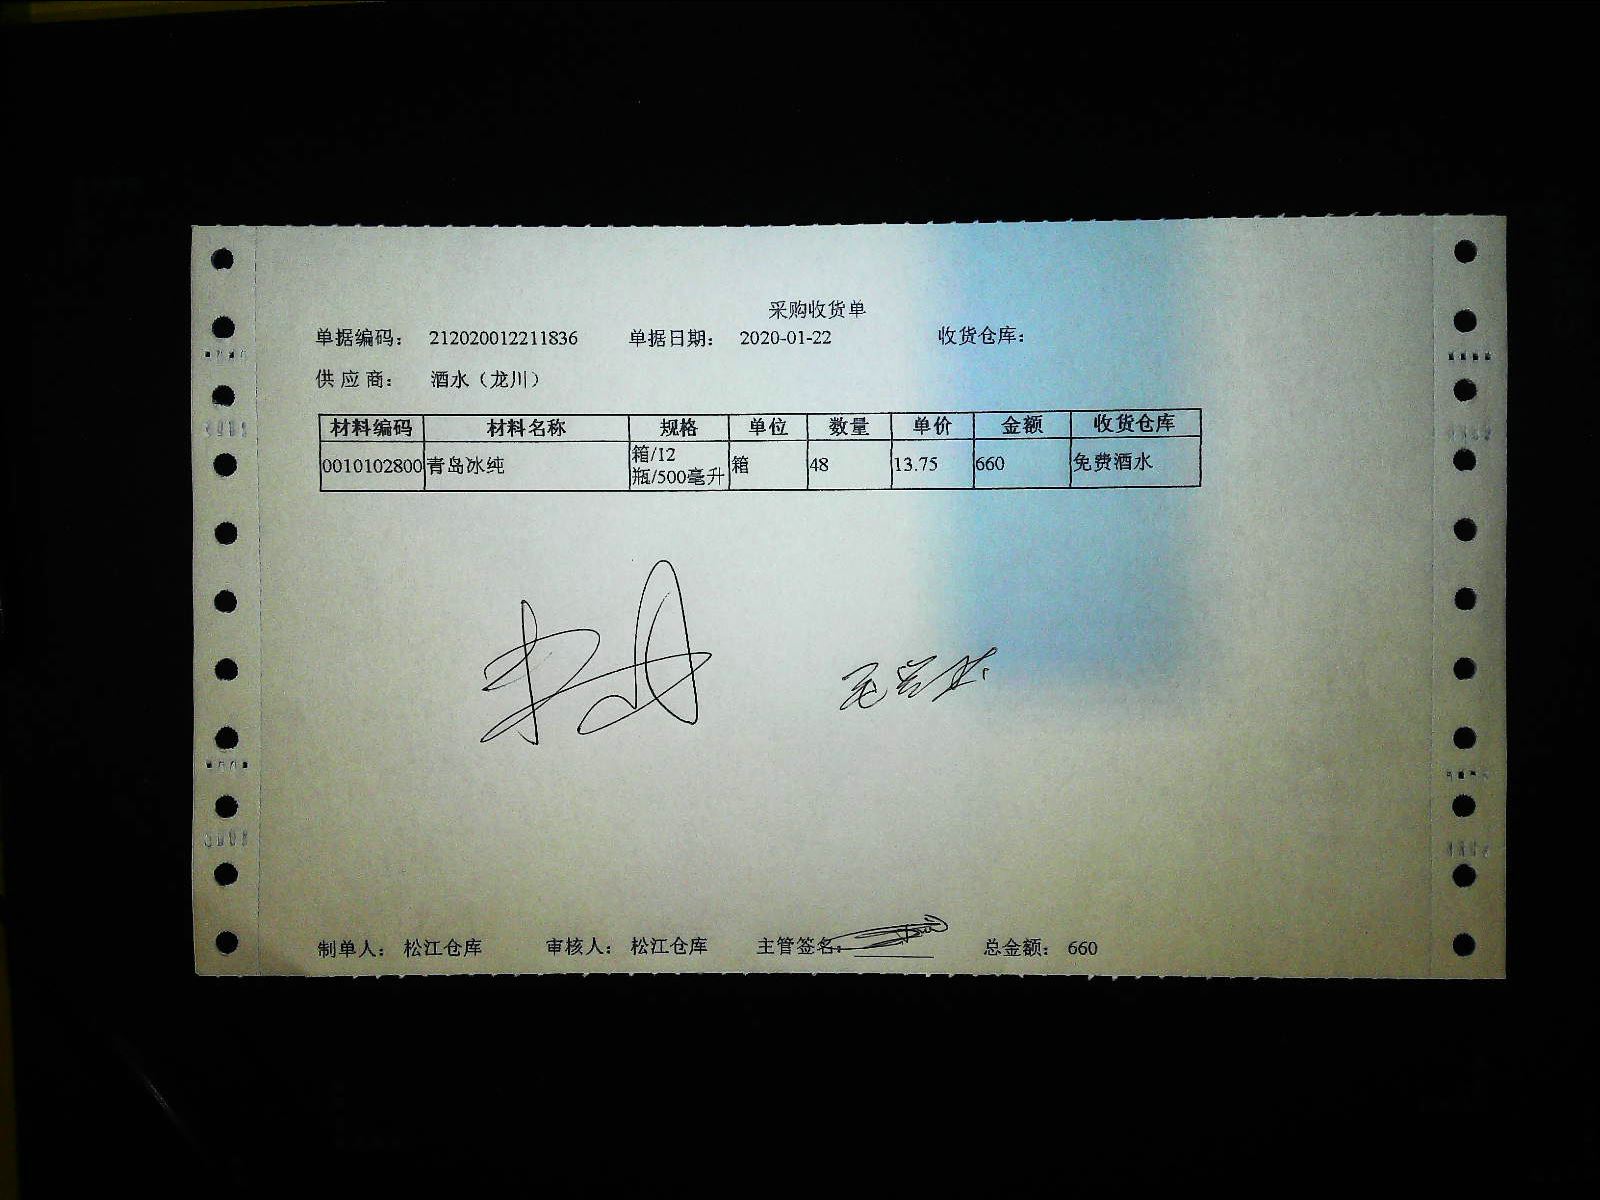 采购收货单
单据编码： 212020012211836 单据日期： 2020-01-22 收货仓库：
供 应 商： 酒水（龙川）
材料编码 材料名称 规格 单位 数量 单价 金额 收货仓库
0010102800 青岛冰纯 箱/12瓶/500毫升 箱 48 13.75 660 免费酒水
制单人： 松江仓库 审核人： 松江仓库 主管签名： 总金额： 660